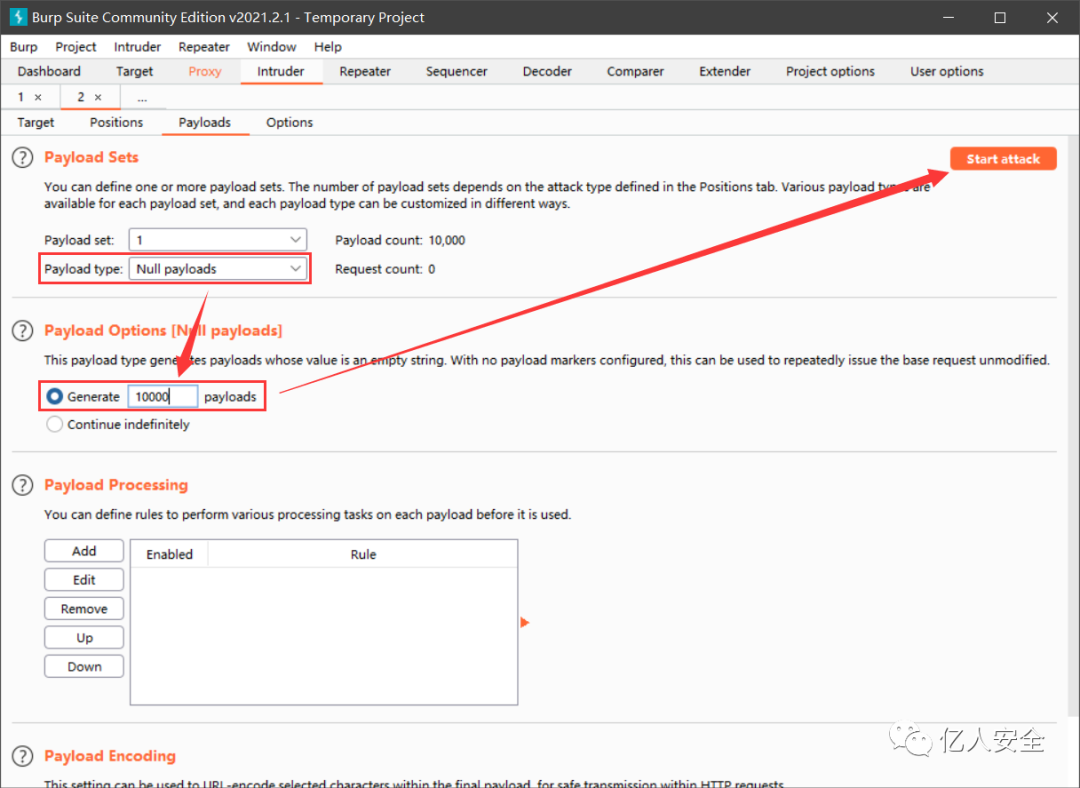 Burp Suite Community Edition v2021.2.1 - Temporary Project
Burp Project Intruder Repeater Window Help
Dashboard Target Proxy Intruder Repeater Sequencer Decoder Comparer Extender Project options User options
1 × 2 × ...
Target Positions Payloads Options
? Payload Sets
Start attack
You can define one or more payload sets. The number of payload sets depends on the attack type defined in the Positions tab. Various payload types are
available for each payload set, and each payload type can be customized in different ways.
Payload set: 1 Payload count: 10,000
Payload type: Null payloads Request count: 0
? Payload Options [Null payloads]
This payload type generates payloads whose value is an empty string. With no payload markers configured, this can be used to repeatedly issue the base request unmodified.
Generate 10000 payloads
Continue indefinitely
? Payload Processing
You can define rules to perform various processing tasks on each payload before it is used.
Add Enabled Rule
Edit
Remove
Up
Down
亿人安全
? Payload Encoding
This setting can be used to URL-encode selected characters within the final payload, for safe transmission within HTTP requests.